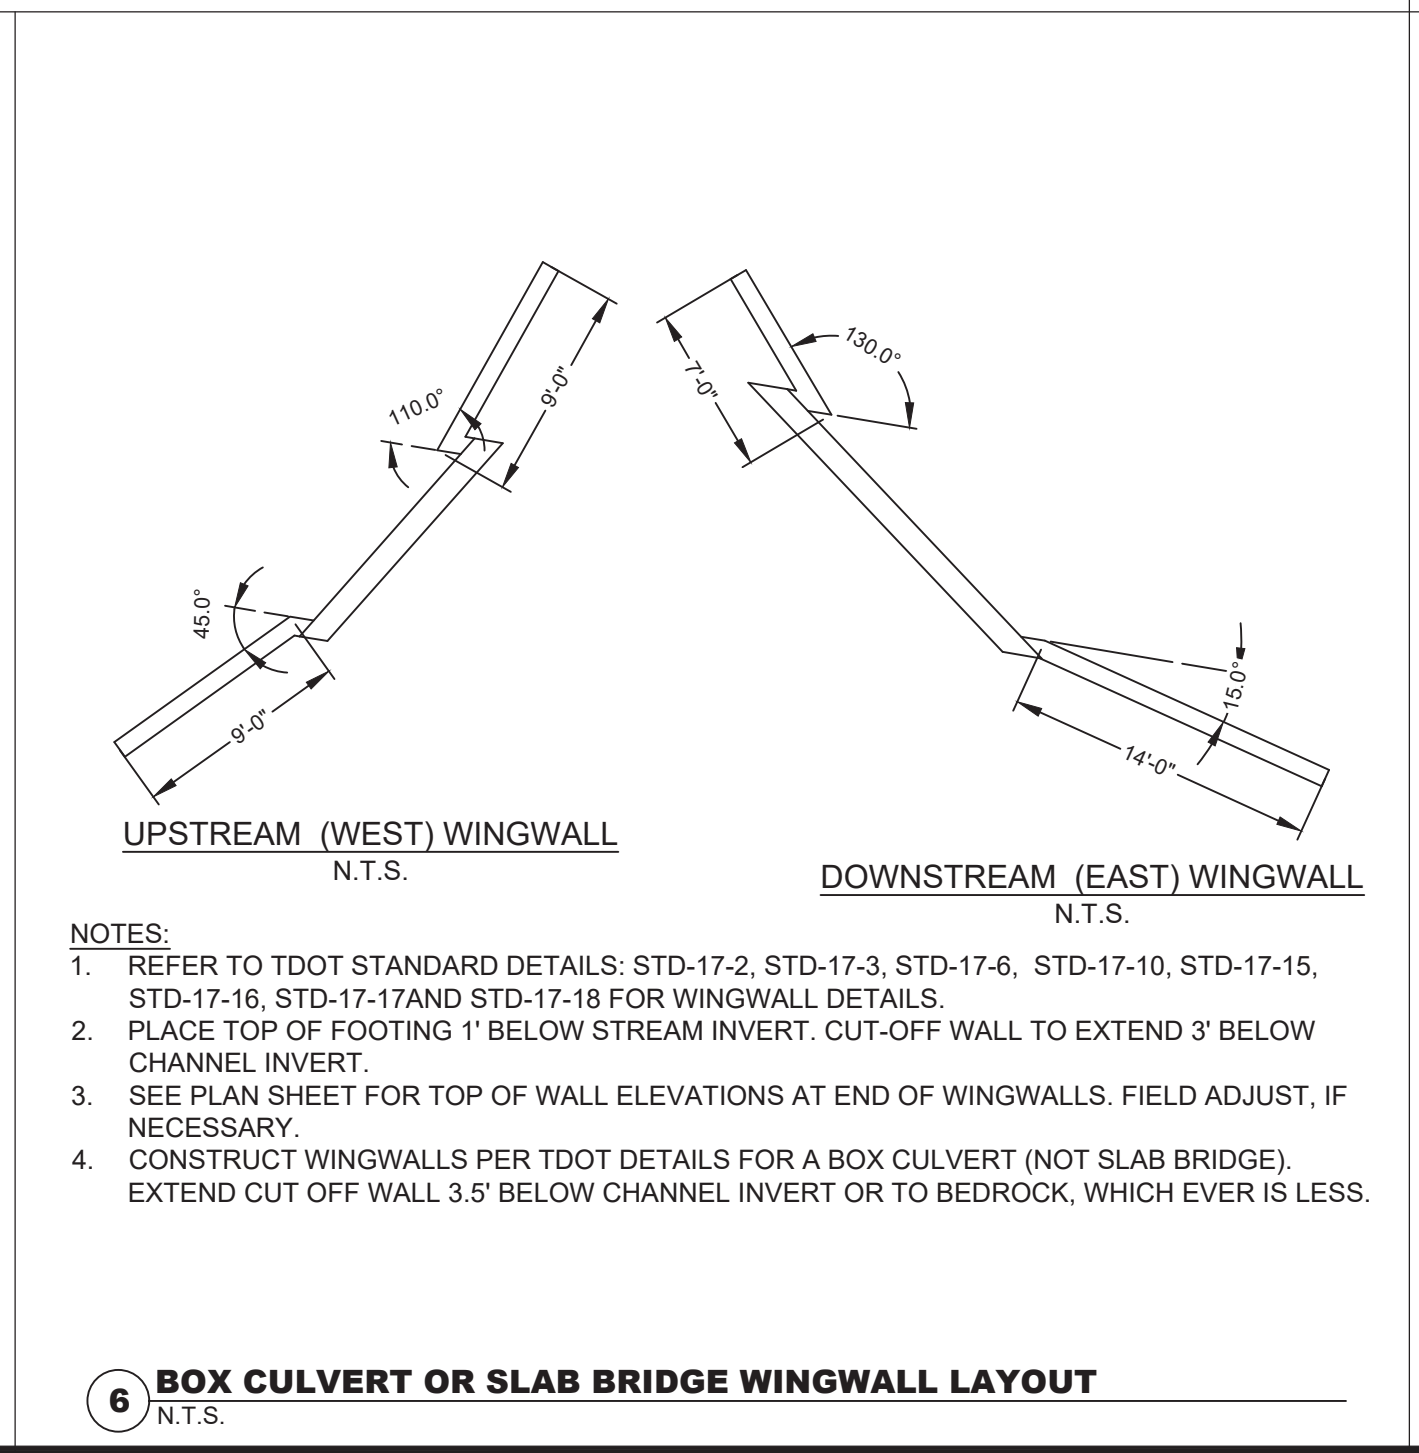 110.0°
9'-0"
45.0°
9'-0"
UPSTREAM (WEST) WINGWALL
N.T.S.
130.0°
7'-0"
15.0°
14'-0"
DOWNSTREAM (EAST) WINGWALL
N.T.S.
NOTES:
1. REFER TO TDOT STANDARD DETAILS: STD-17-2, STD-17-3, STD-17-6, STD-17-10, STD-17-15,
STD-17-16, STD-17-17AND STD-17-18 FOR WINGWALL DETAILS.
2. PLACE TOP OF FOOTING 1' BELOW STREAM INVERT. CUT-OFF WALL TO EXTEND 3' BELOW
CHANNEL INVERT.
3. SEE PLAN SHEET FOR TOP OF WALL ELEVATIONS AT END OF WINGWALLS. FIELD ADJUST, IF
NECESSARY.
4. CONSTRUCT WINGWALLS PER TDOT DETAILS FOR A BOX CULVERT (NOT SLAB BRIDGE).
EXTEND CUT OFF WALL 3.5' BELOW CHANNEL INVERT OR TO BEDROCK, WHICH EVER IS LESS.
6 BOX CULVERT OR SLAB BRIDGE WINGWALL LAYOUT
N.T.S.